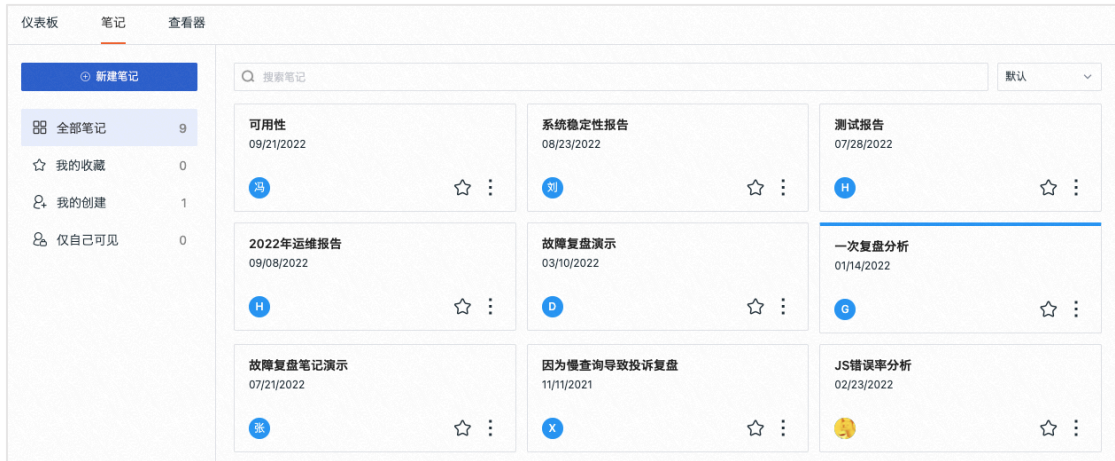 仪表板 笔记 查看器
新建笔记
搜索笔记
默认
全部笔记 9
我的收藏 0
我的创建 1
仅自己可见 0
可用性
09/21/2022
冯
系统稳定性报告
08/23/2022
刘
测试报告
07/28/2022
H
2022年运维报告
09/08/2022
H
故障复盘演示
03/10/2022
D
一次复盘分析
01/14/2022
G
故障复盘笔记演示
07/21/2022
张
因为慢查询导致投诉复盘
11/11/2021
X
JS错误率分析
02/23/2022